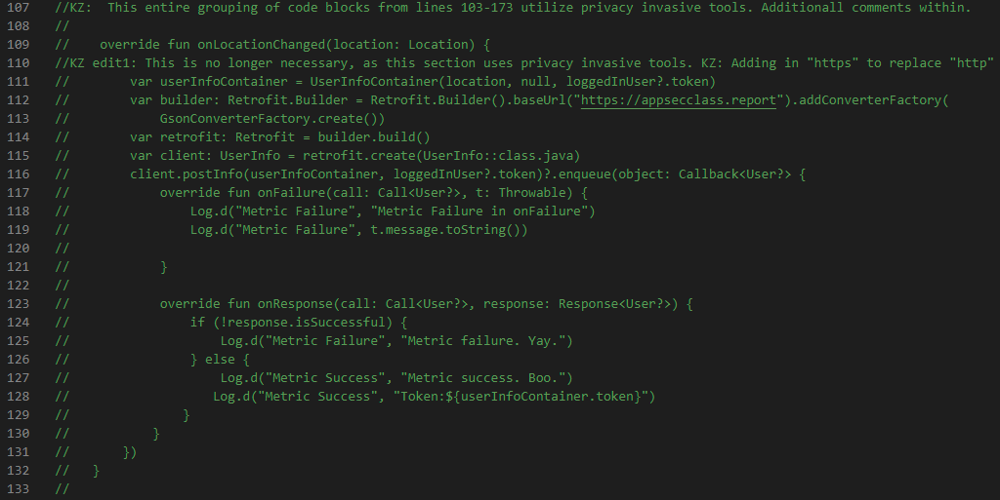 107 //KZ:  This entire grouping of code blocks from lines 103-173 utilize privacy invasive tools. Additionall comments within.
108 //
109 //    override fun onLocationChanged(location: Location) {
110 //KZ edit1: This is no longer necessary, as this section uses privacy invasive tools. KZ: Adding in "https" to replace "http"
111 //        var userInfoContainer = UserInfoContainer(location, null, loggedInUser?.token)
112 //        var builder: Retrofit.Builder = Retrofit.Builder().baseUrl("https://appsecclass.report").addConverterFactory(
113 //            GsonConverterFactory.create())
114 //        var retrofit: Retrofit = builder.build()
115 //        var client: UserInfo = retrofit.create(UserInfo::class.java)
116 //        client.postInfo(userInfoContainer, loggedInUser?.token)?.enqueue(object: Callback<User?> {
117 //            override fun onFailure(call: Call<User?>, t: Throwable) {
118 //                Log.d("Metric Failure", "Metric Failure in onFailure")
119 //                Log.d("Metric Failure", t.message.toString())
120 //
121 //            }
122 //
123 //            override fun onResponse(call: Call<User?>, response: Response<User?>) {
124 //                if (!response.isSuccessful) {
125 //                    Log.d("Metric Failure", "Metric failure. Yay.")
126 //                } else {
127 //                    Log.d("Metric Success", "Metric success. Boo.")
128 //                   Log.d("Metric Success", "Token:${userInfoContainer.token}")
129 //               }
130 //           }
131 //       })
132 //   }
133 //